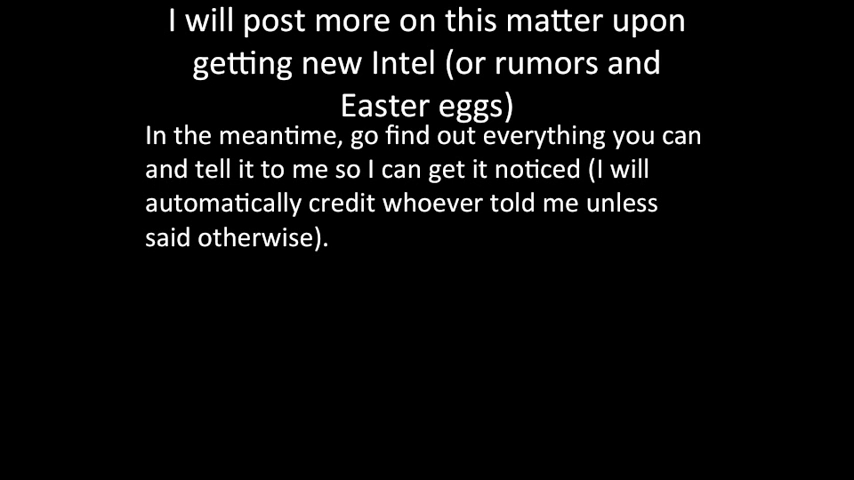 I will post more on this matter upon
getting new Intel (or rumors and
Easter eggs)
In the meantime, go find out everything you can
and tell it to me so I can get it noticed (I will
automatically credit whoever told me unless
said otherwise).